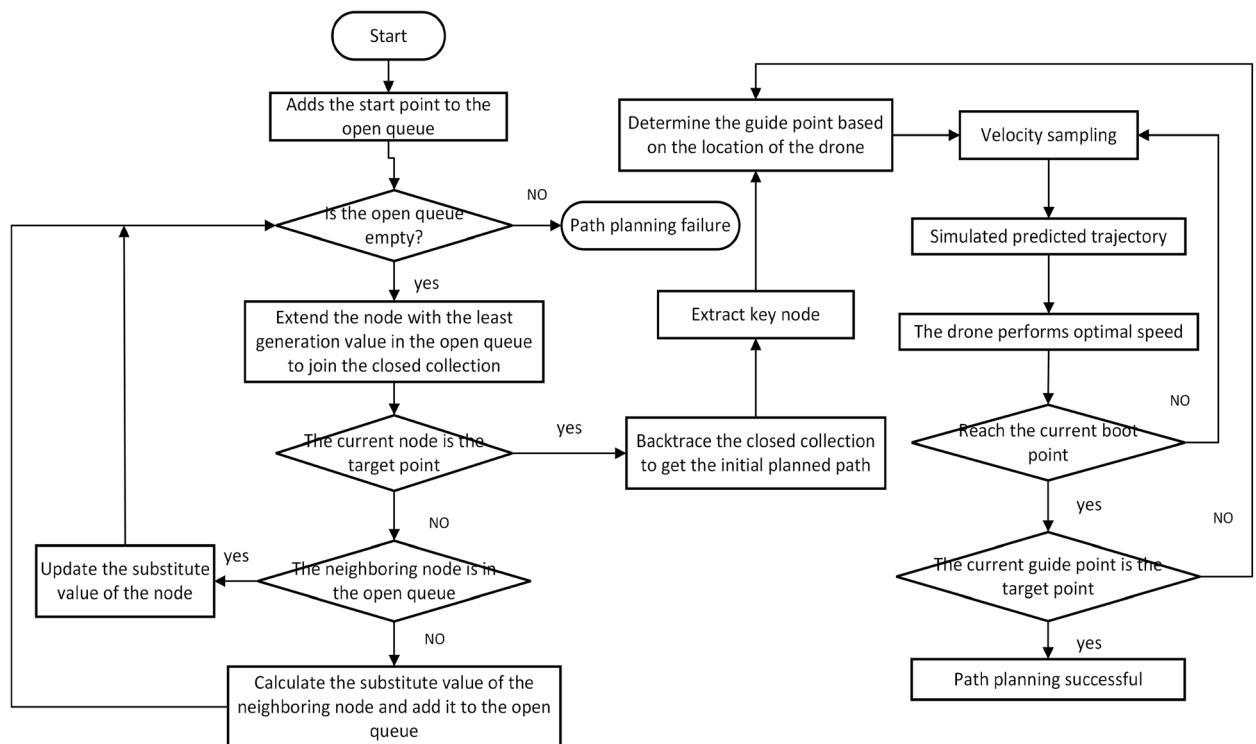 Start
Adds the start point to the
open queue
Is the open queue
empty?
NO
Path planning failure
yes
Extend the node with the least
generation value in the open queue
to join the closed collection
The current node is the
target point
yes
NO
The neighboring node is in
the open queue
yes
Update the substitute
value of the node
NO
Calculate the substitute value of the
neighboring node and add it to the open
queue
Backtrace the closed collection
to get the initial planned path
Extract key node
Determine the guide point based
on the location of the drone
Velocity sampling
Simulated predicted trajectory
The drone performs optimal speed
Reach the current boot
point
NO
yes
The current guide point is the
target point
NO
yes
Path planning successful